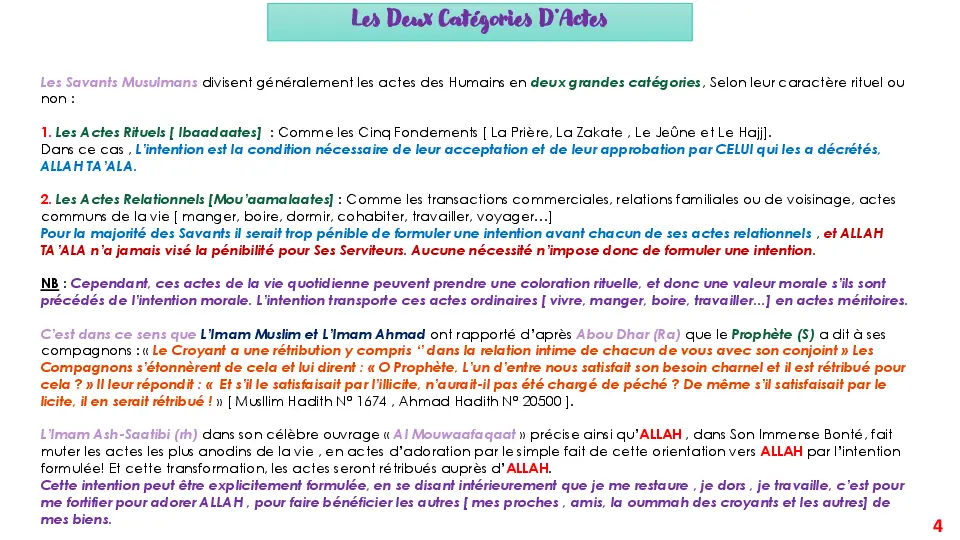 Les Deux Catégories D'Actes
Les Savants Musulmans divisent généralement les actes des Humains en deux grandes catégories, Selon leur caractère rituel ou
non :
1. Les Actes Rituels [ Ibaadaates] : Comme les Cinq Fondements [ La Prière, La Zakate , Le Jeûne et Le Hajj].
Dans ce cas , L'intention est la condition nécessaire de leur acceptation et de leur approbation par CELUI qui les a décrétés,
ALLAH TA'ALA.
2. Les Actes Relationnels [Mou'aamalaates] : Comme les transactions commerciales, relations familiales ou de voisinage, actes
communs de la vie [ manger, boire, dormir, cohabiter, travailler, voyager…]
Pour la majorité des Savants il serait trop pénible de formuler une intention avant chacun de ses actes relationnels , et ALLAH
TA'ALA n'a jamais visé la pénibilité pour Ses Serviteurs. Aucune nécessité n'impose donc de formuler une intention.
NB : Cependant, ces actes de la vie quotidienne peuvent prendre une coloration rituelle, et donc une valeur morale s'ils sont
précédés de l'intention morale. L'intention transporte ces actes ordinaires [ vivre, manger, boire, travailler...] en actes méritoires.
C'est dans ce sens que L'Imam Muslim et L'Imam Ahmad ont rapporté d'après Abou Dhar (Ra) que le Prophète (S) a dit à ses
compagnons : « Le Croyant a une rétribution y compris '' dans la relation intime de chacun de vous avec son conjoint » Les
Compagnons s'étonnèrent de cela et lui dirent : « O Prophète, L'un d'entre nous satisfait son besoin charnel et il est rétribué pour
cela ? » Il leur répondit : « Et s'il le satisfaisait par l'illicite, n'aurait-il pas été chargé de péché ? De même s'il satisfaisait par le
licite, il en serait rétribué ! » [ Musllim Hadith N° 1674 , Ahmad Hadith N° 20500 ].
L'Imam Ash-Saatibi (rh) dans son célèbre ouvrage « Al Mouwaafaqaat » précise ainsi qu'ALLAH , dans Son Immense Bonté, fait
muter les actes les plus anodins de la vie , en actes d'adoration par le simple fait de cette orientation vers ALLAH par l'intention
formulée! Et cette transformation, les actes seront rétribués auprès d'ALLAH.
Cette intention peut être explicitement formulée, en se disant intérieurement que je me restaure , je dors , je travaille, c'est pour
me fortifier pour adorer ALLAH , pour faire bénéficier les autres [ mes proches , amis, la oummah des croyants et les autres] de
mes biens.
4